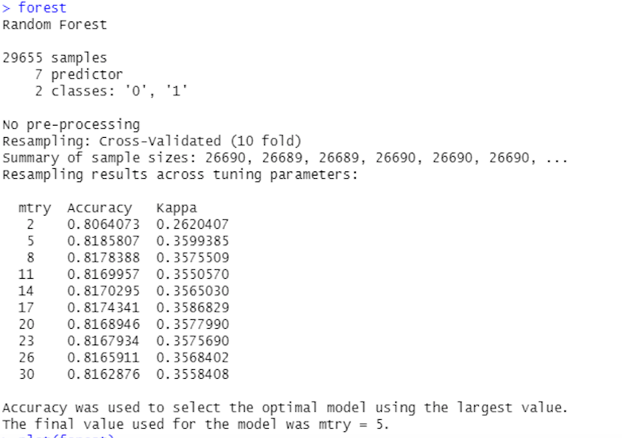 > forest
Random Forest

29655 samples
    7 predictor
    2 classes: '0', '1'

No pre-processing
Resampling: Cross-Validated (10 fold)
Summary of sample sizes: 26690, 26689, 26689, 26690, 26690, 26690, ...
Resampling results across tuning parameters:

  mtry  Accuracy   Kappa
   2    0.8064073  0.2620407
   5    0.8185807  0.3599385
   8    0.8178388  0.3575509
  11    0.8169957  0.3550570
  14    0.8170295  0.3565030
  17    0.8174341  0.3586829
  20    0.8168946  0.3577990
  23    0.8167934  0.3575690
  26    0.8165911  0.3568402
  30    0.8162876  0.3558408

Accuracy was used to select the optimal model using the largest value.
The final value used for the model was mtry = 5.